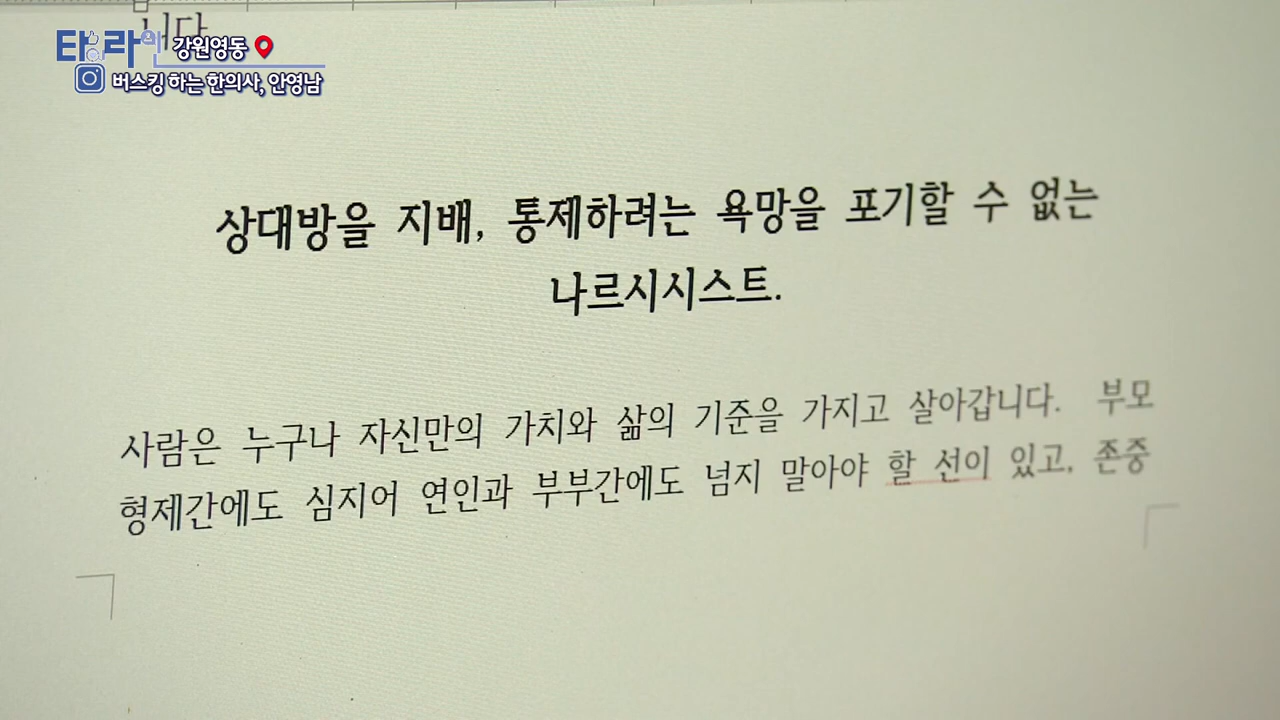 니다.
타임라인 강원영동
버스킹 하는 한의사, 안영남
상대방을 지배, 통제하려는 욕망을 포기할 수 없는
나르시시스트.
사람은 누구나 자신만의 가치와 삶의 기준을 가지고 살아갑니다. 부모
형제간에도 심지어 연인과 부부간에도 넘지 말아야 할 선이 있고, 존중